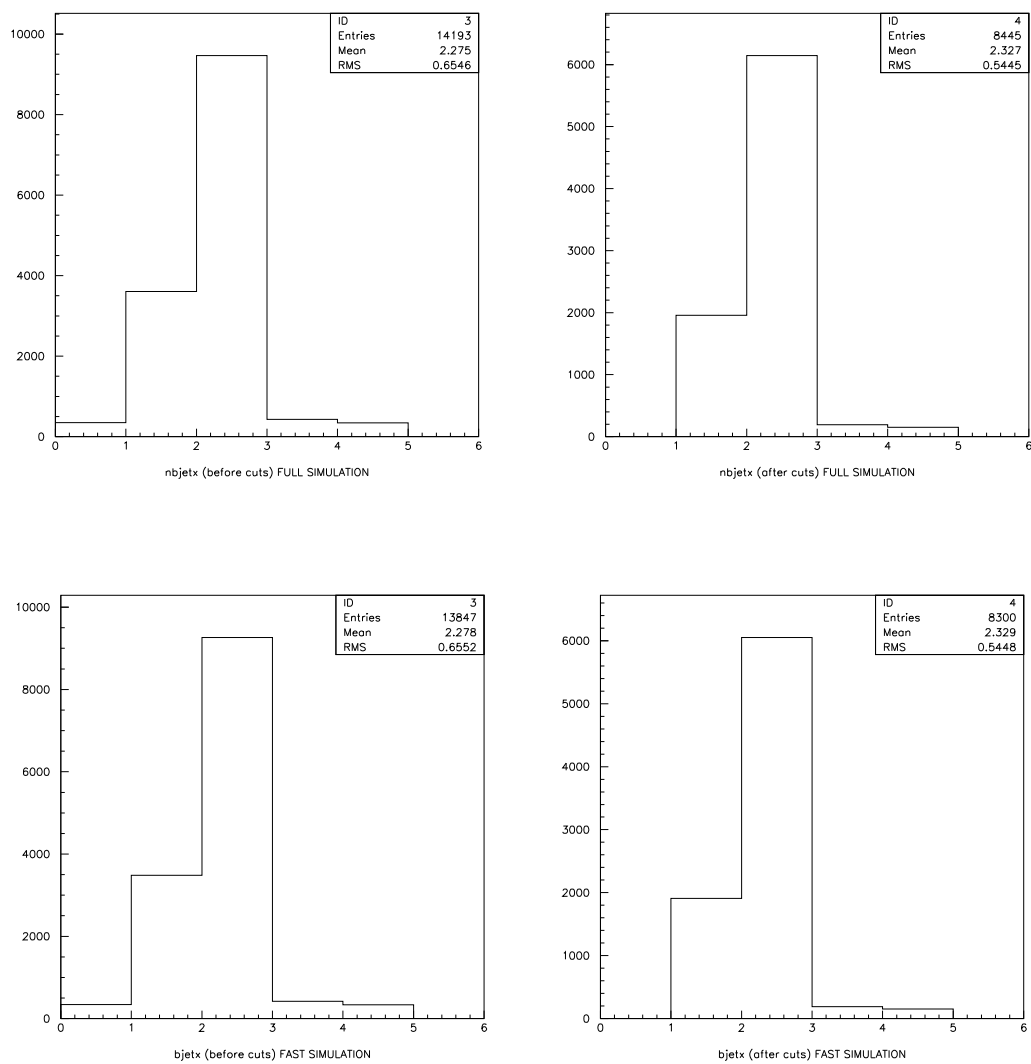 ID 3
Entries 14193
Mean 2.275
RMS 0.6546
10000
8000
6000
4000
2000
0
0 1 2 3 4 5 6
nbjetx (before cuts) FULL SIMULATION
ID 4
Entries 8445
Mean 2.327
RMS 0.5445
6000
5000
4000
3000
2000
1000
0
0 1 2 3 4 5 6
nbjetx (after cuts) FULL SIMULATION
ID 3
Entries 13847
Mean 2.278
RMS 0.6552
10000
8000
6000
4000
2000
0
0 1 2 3 4 5 6
bjetx (before cuts) FAST SIMULATION
ID 4
Entries 8300
Mean 2.329
RMS 0.5448
6000
5000
4000
3000
2000
1000
0
0 1 2 3 4 5 6
bjetx (after cuts) FAST SIMULATION